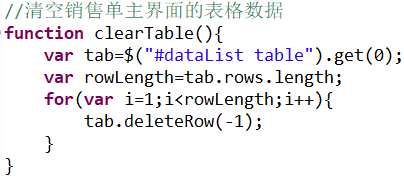 //清空销售单主界面的表格数据
function clearTable(){
    var tab=$("#dataList table").get(0);
    var rowLength=tab.rows.length;
    for(var i=1;i<rowLength;i++){
        tab.deleteRow(-1);
    }
}